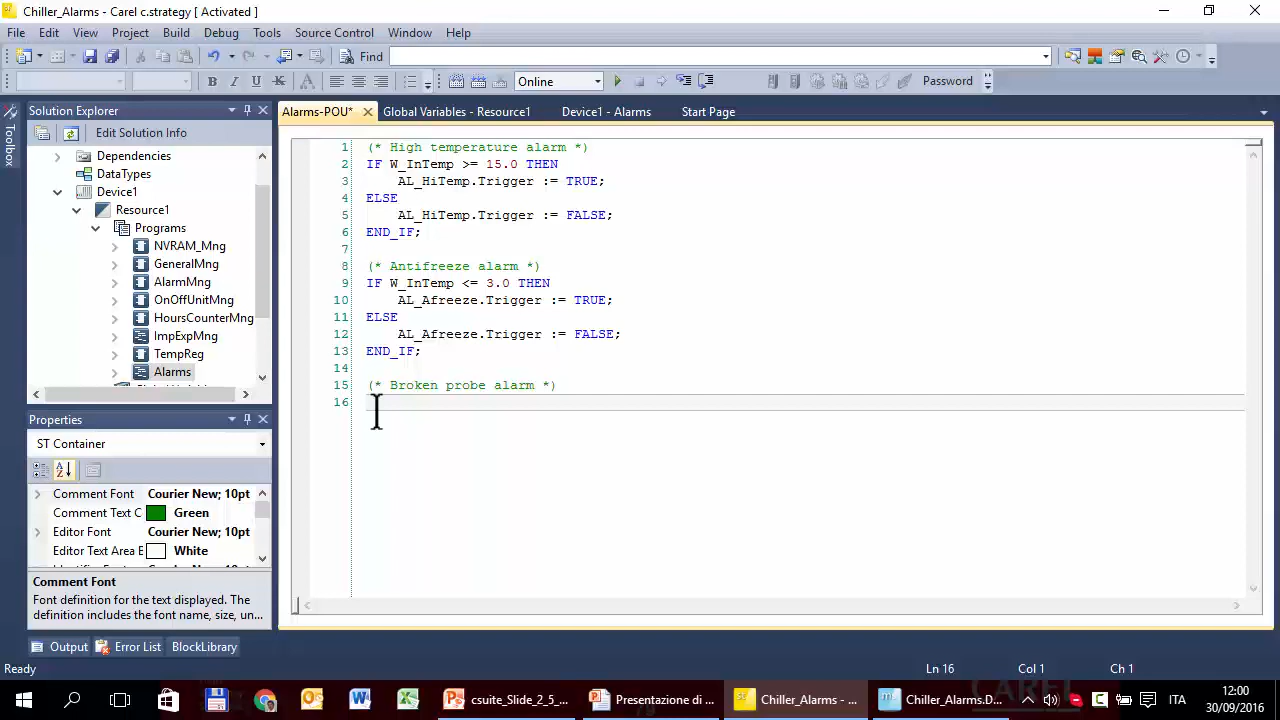 Chiller_Alarms - Carel c.strategy [ Activated ]
File Edit View Project Build Debug Tools Source Control Window Help
Find
B I U K A Online Password
Toolbox
Solution Explorer
Edit Solution Info
Dependencies
DataTypes
Device1
Resource1
Programs
NVRAM_Mng
GeneralMng
AlarmMng
OnOffUnitMng
HoursCounterMng
ImpExpMng
TempReg
Alarms
Properties
ST Container
Comment Font Courier New; 10pt
Comment Text C Green
Editor Font Courier New; 10pt
Editor Text Area E White
Comment Font
Font definition for the text displayed. The
definition includes the font name, size, un...
Output Error List BlockLibrary
Alarms-POU* Global Variables - Resource1 Device1 - Alarms Start Page
1 (* High temperature alarm *)
2 IF W_InTemp >= 15.0 THEN
3 AL_HiTemp.Trigger := TRUE;
4 ELSE
5 AL_HiTemp.Trigger := FALSE;
6 END_IF;
7
8 (* Antifreeze alarm *)
9 IF W_InTemp <= 3.0 THEN
10 AL_Afreeze.Trigger := TRUE;
11 ELSE
12 AL_Afreeze.Trigger := FALSE;
13 END_IF;
14
15 (* Broken probe alarm *)
16
Ready Ln 16 Col 1 Ch 1
csuite_Slide_2_5_... Presentazione di ... Chiller_Alarms - ... Chiller_Alarms.D... ITA 12:00
30/09/2016
CAREL